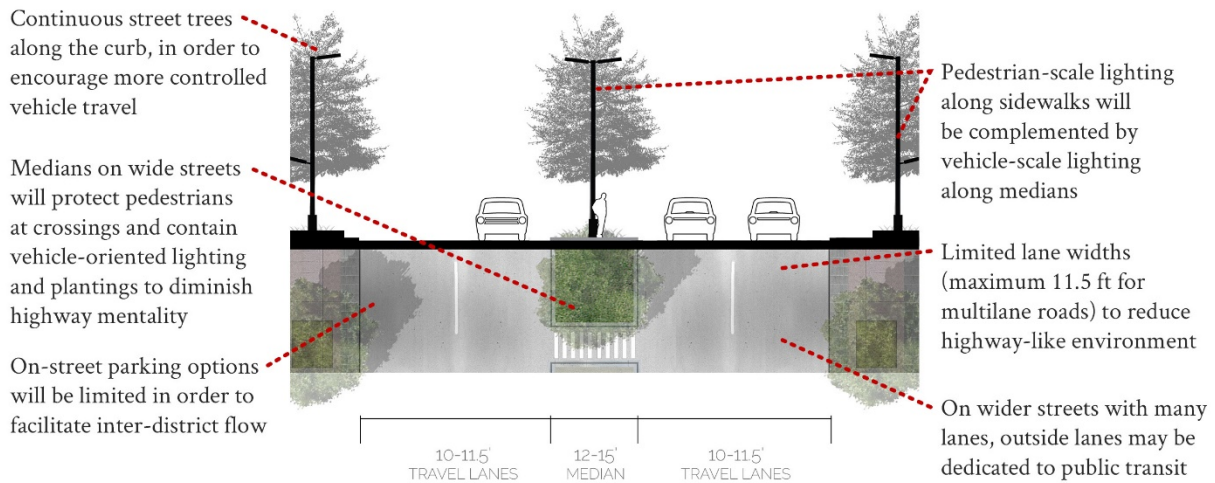 Continuous street trees
along the curb, in order to
encourage more controlled
vehicle travel
Medians on wide streets
will protect pedestrians
at crossings and contain
vehicle-oriented lighting
and plantings to diminish
highway mentality
On-street parking options
will be limited in order to
facilitate inter-district flow
Pedestrian-scale lighting
along sidewalks will
be complemented by
vehicle-scale lighting
along medians
Limited lane widths
(maximum 11.5 ft for
multilane roads) to reduce
highway-like environment
On wider streets with many
lanes, outside lanes may be
dedicated to public transit
10-11.5'
TRAVEL LANES
12-15'
MEDIAN
10-11.5'
TRAVEL LANES